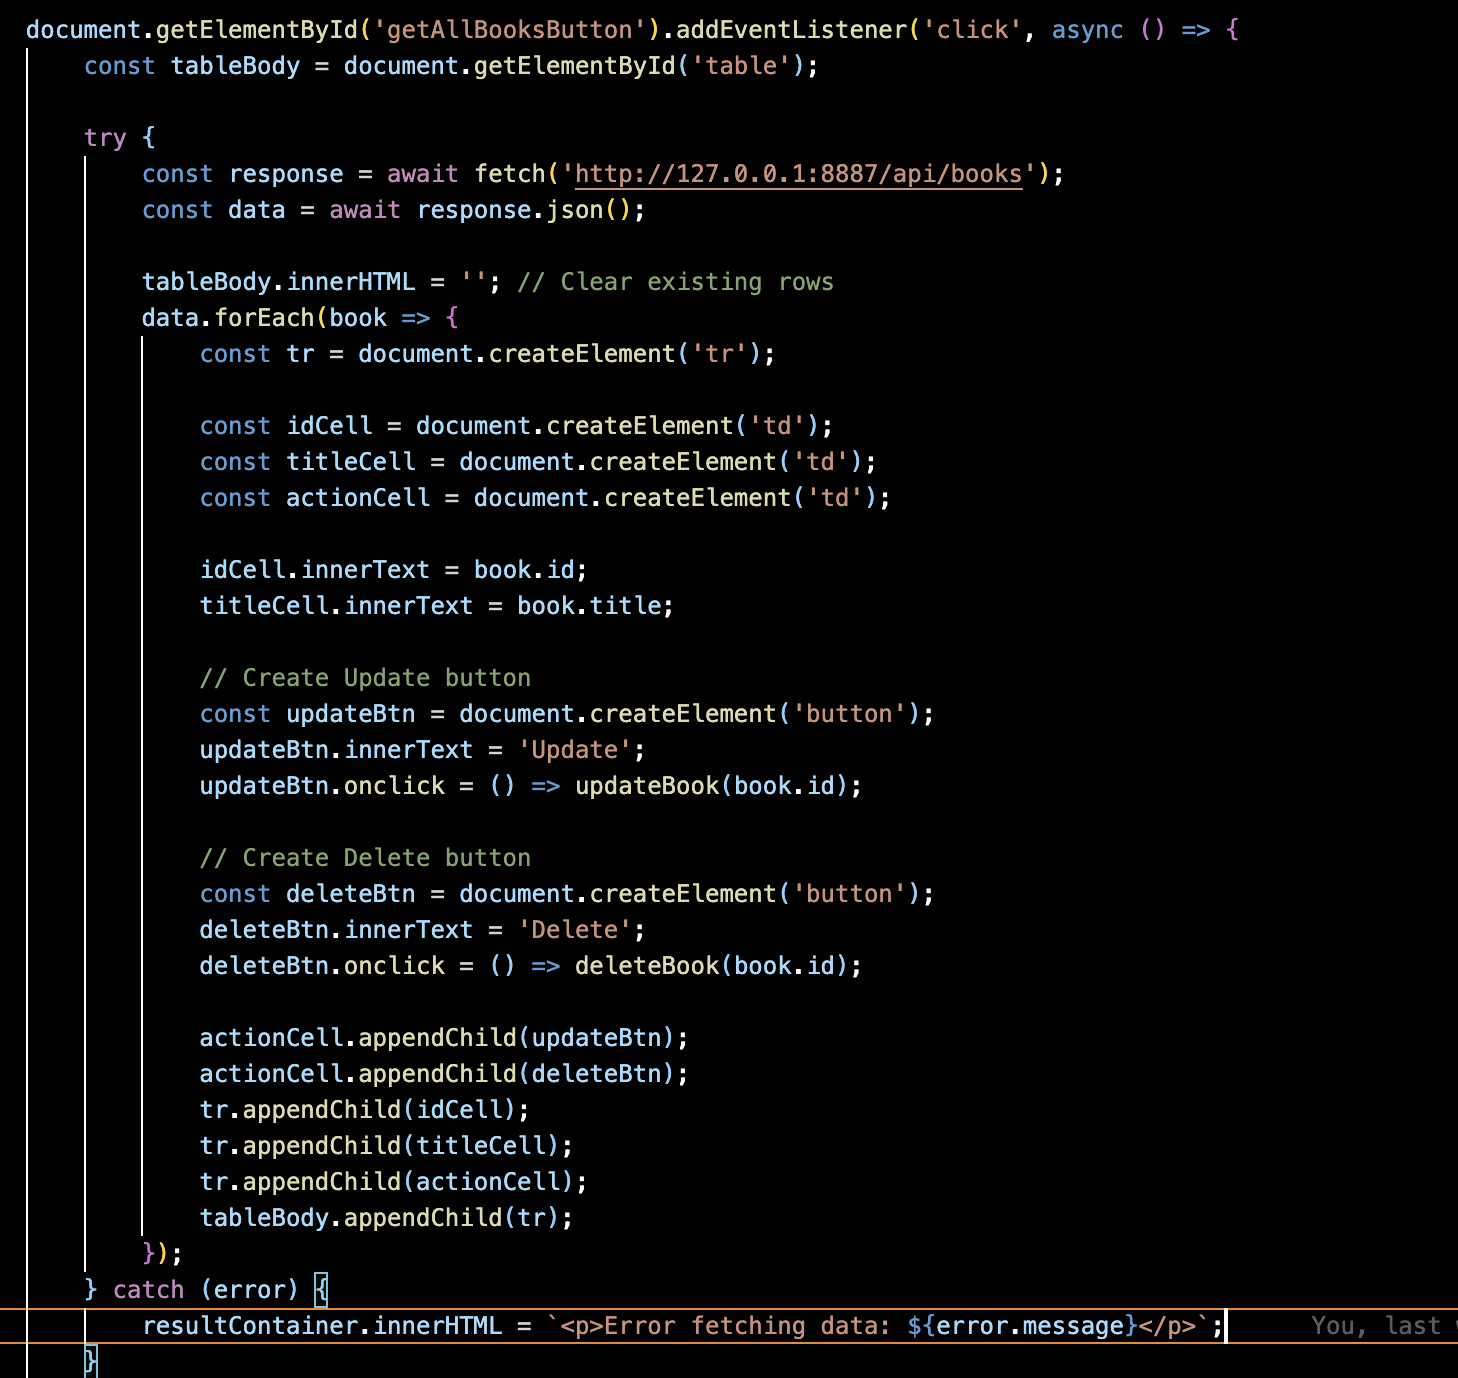 document.getElementById('getAllBooksButton').addEventListener('click', async () => {
    const tableBody = document.getElementById('table');

    try {
        const response = await fetch('http://127.0.0.1:8887/api/books');
        const data = await response.json();

        tableBody.innerHTML = ''; // Clear existing rows
        data.forEach(book => {
            const tr = document.createElement('tr');

            const idCell = document.createElement('td');
            const titleCell = document.createElement('td');
            const actionCell = document.createElement('td');

            idCell.innerText = book.id;
            titleCell.innerText = book.title;

            // Create Update button
            const updateBtn = document.createElement('button');
            updateBtn.innerText = 'Update';
            updateBtn.onclick = () => updateBook(book.id);

            // Create Delete button
            const deleteBtn = document.createElement('button');
            deleteBtn.innerText = 'Delete';
            deleteBtn.onclick = () => deleteBook(book.id);

            actionCell.appendChild(updateBtn);
            actionCell.appendChild(deleteBtn);
            tr.appendChild(idCell);
            tr.appendChild(titleCell);
            tr.appendChild(actionCell);
            tableBody.appendChild(tr);
        });
    } catch (error) {
        resultContainer.innerHTML = `<p>Error fetching data: ${error.message}</p>`; You, last
    }